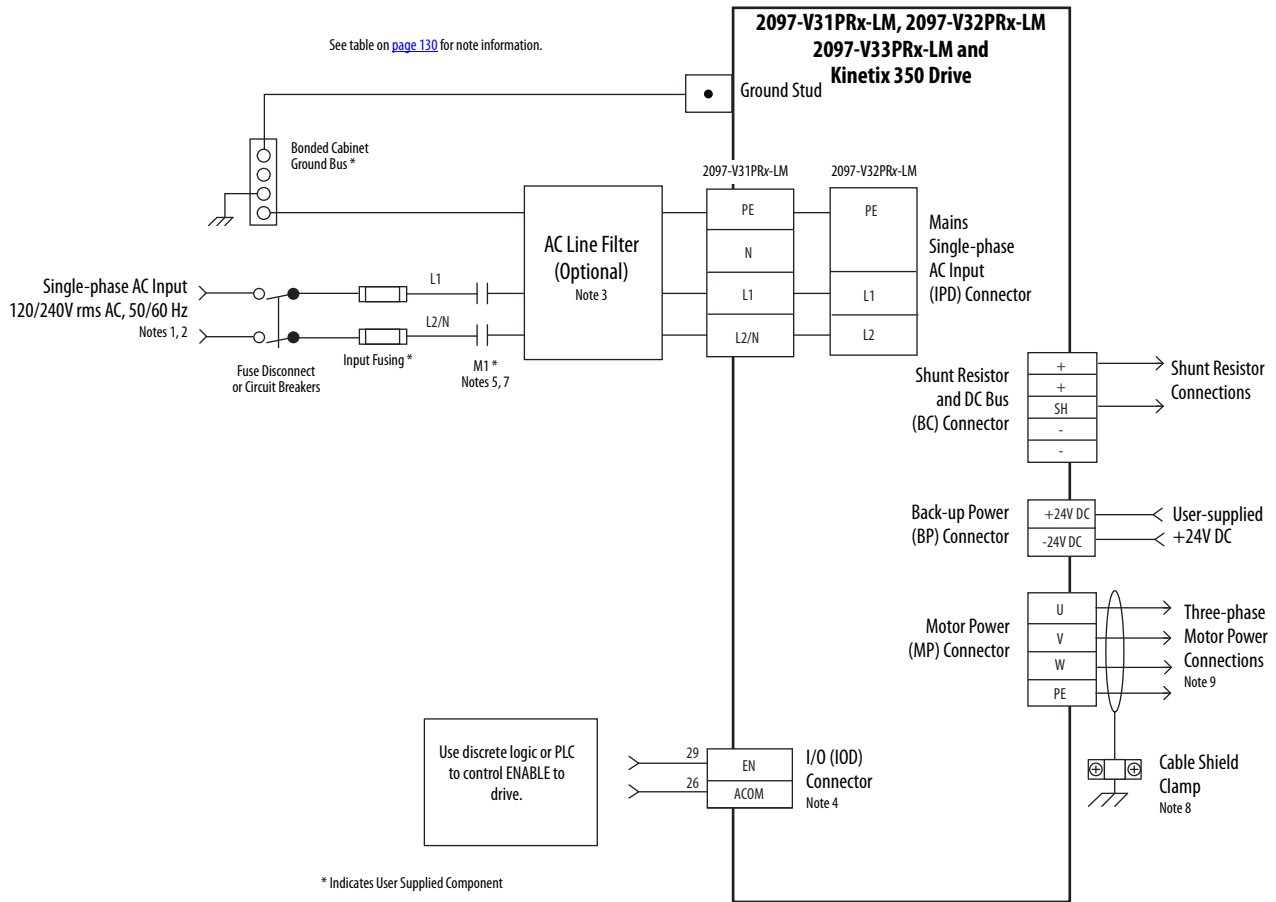 2097-V31PRx-LM, 2097-V32PRx-LM
2097-V33PRx-LM and
Kinetix 350 Drive
See table on page 130 for note information.
Ground Stud
Bonded Cabinet
Ground Bus *
2097-V31PRx-LM
2097-V32PRx-LM
PE
N
L1
L2/N
PE
L1
L2
Mains
Single-phase
AC Input
(IPD) Connector
AC Line Filter
(Optional)
Note 3
Single-phase AC Input
120/240V rms AC, 50/60 Hz
Notes 1, 2
L1
L2/N
Fuse Disconnect
or Circuit Breakers
Input Fusing *
M1 *
Notes 5, 7
Shunt Resistor
and DC Bus
(BC) Connector
+
+
SH
-
-
Shunt Resistor
Connections
Back-up Power
(BP) Connector
+24V DC
-24V DC
User-supplied
+24V DC
Motor Power
(MP) Connector
U
V
W
PE
Three-phase
Motor Power
Connections
Note 9
Use discrete logic or PLC
to control ENABLE to
drive.
29
26
EN
ACOM
I/O (IOD)
Connector
Note 4
Cable Shield
Clamp
Note 8
* Indicates User Supplied Component